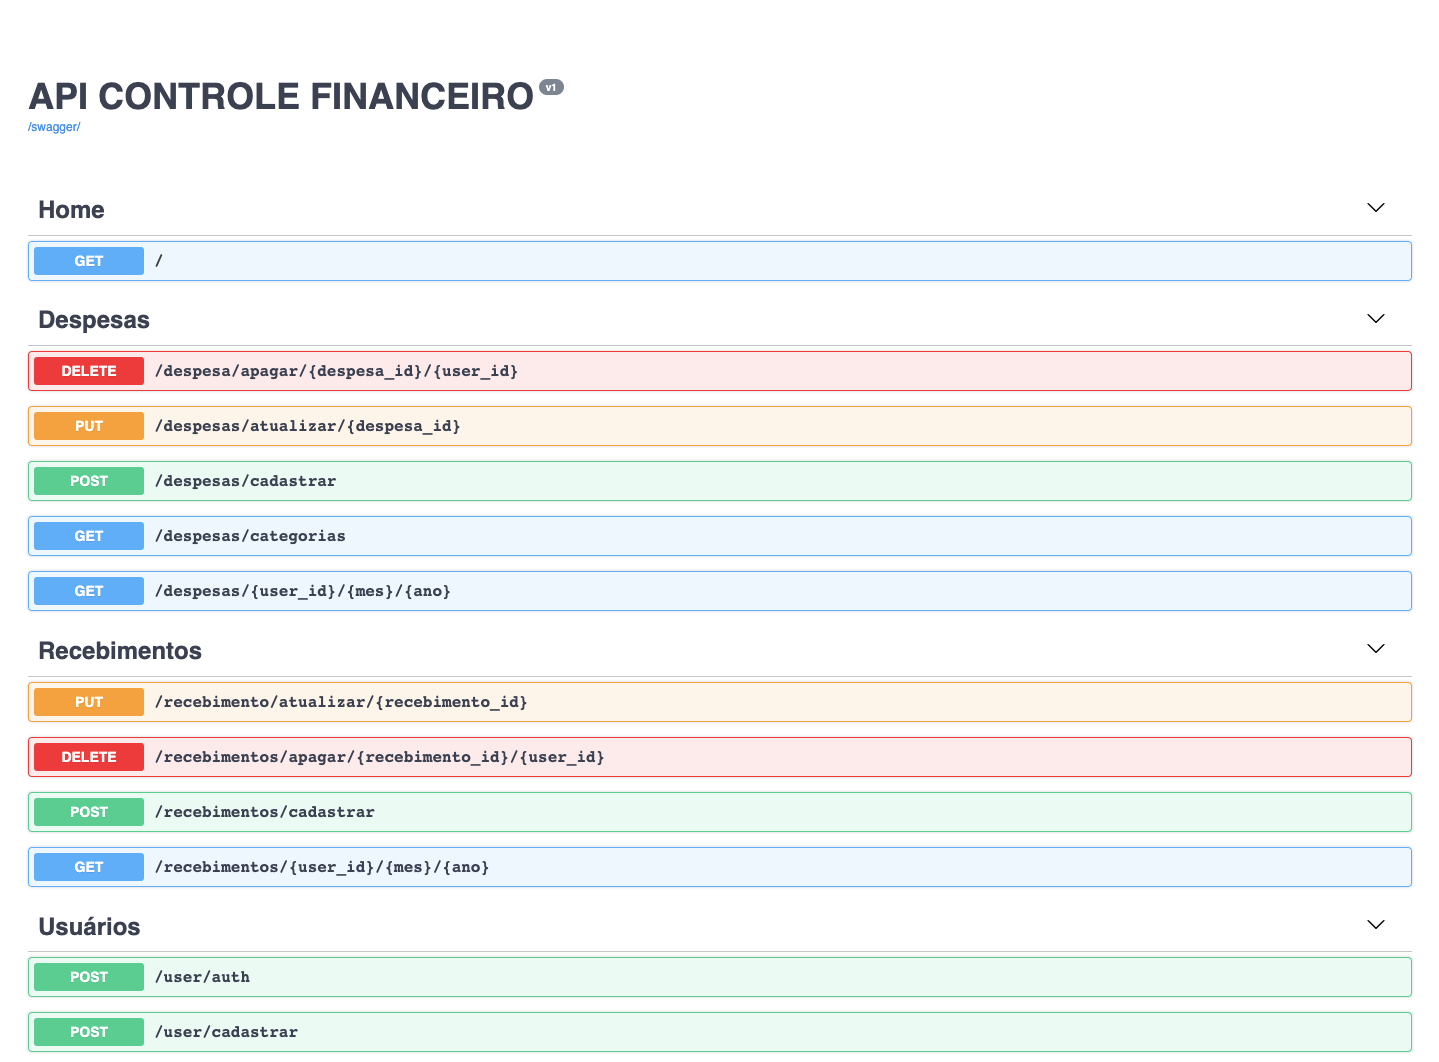 API CONTROLE FINANCEIRO v1
/swagger/
Home
GET /
Despesas
DELETE /despesa/apagar/{despesa_id}/{user_id}
PUT /despesas/atualizar/{despesa_id}
POST /despesas/cadastrar
GET /despesas/categorias
GET /despesas/{user_id}/{mes}/{ano}
Recebimentos
PUT /recebimento/atualizar/{recebimento_id}
DELETE /recebimentos/apagar/{recebimento_id}/{user_id}
POST /recebimentos/cadastrar
GET /recebimentos/{user_id}/{mes}/{ano}
Usuários
POST /user/auth
POST /user/cadastrar